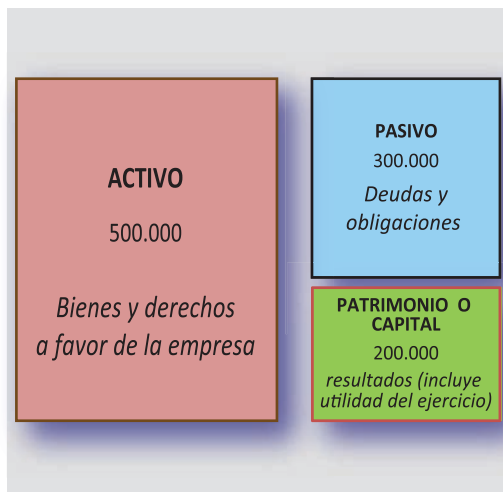 ACTIVO
500.000
Bienes y derechos
a favor de la empresa
PASIVO
300.000
Deudas y
obligaciones
PATRIMONIO O
CAPITAL
200.000
resultados (incluye
utilidad del ejercicio)